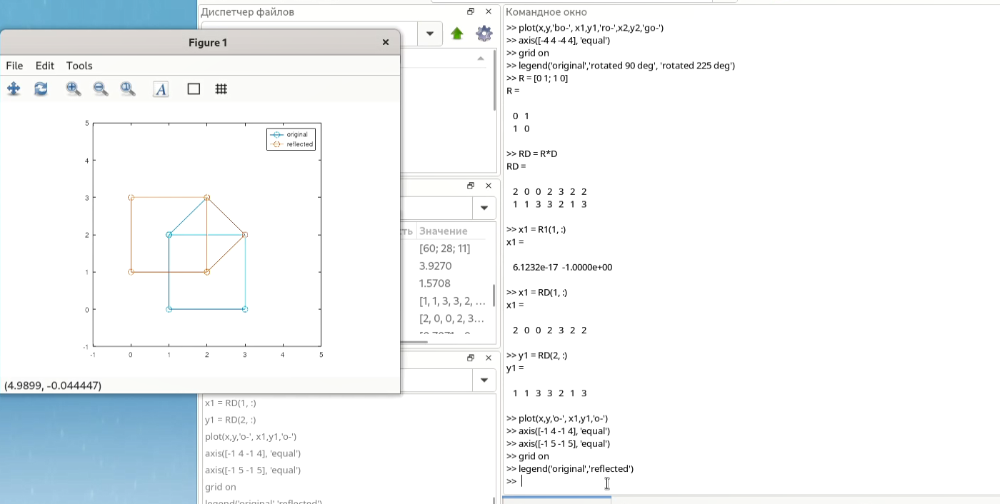 Диспетчер файлов
Командное окно
Figure 1
File Edit Tools
A
original
reflected
5
4
3
2
1
0
-1
-1 0 1 2 3 4 5
(4.9899, -0.044447)
Значение
[60; 28; 11]
3.9270
1.5708
[1, 1, 3, 3, 2, ...
[2, 0, 0, 2, 3...
x1 = RD(1, :)
y1 = RD(2, :)
plot(x,y,'o-', x1,y1,'o-')
axis([-1 4 -1 4], 'equal')
axis([-1 5 -1 5], 'equal')
grid on
legend('original','reflected')
>> plot(x,y,'bo-', x1,y1,'ro-',x2,y2,'go-')
>> axis([-4 4 -4 4], 'equal')
>> grid on
>> legend('original','rotated 90 deg', 'rotated 225 deg')
>> R = [0 1; 1 0]
R =
0 1
1 0
>> RD = R*D
RD =
2 0 0 2 3 2 2
1 1 3 3 2 1 3
>> x1 = R1(1, :)
x1 =
6.1232e-17 -1.0000e+00
>> x1 = RD(1, :)
x1 =
2 0 0 2 3 2 2
>> y1 = RD(2, :)
y1 =
1 1 3 3 2 1 3
>> plot(x,y,'o-', x1,y1,'o-')
>> axis([-1 4 -1 4], 'equal')
>> axis([-1 5 -1 5], 'equal')
>> grid on
>> legend('original','reflected')
>>